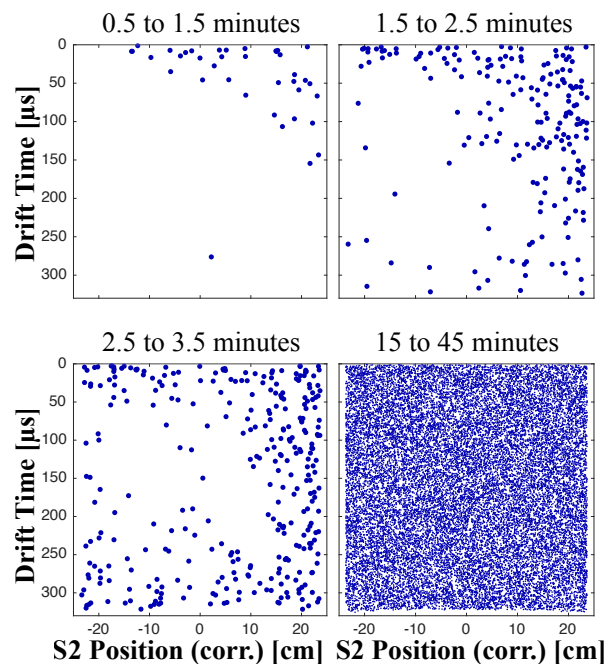 0.5 to 1.5 minutes
1.5 to 2.5 minutes
Drift Time [µs]
0
50
100
150
200
250
300
2.5 to 3.5 minutes
15 to 45 minutes
Drift Time [µs]
0
50
100
150
200
250
300
-20 -10 0 10 20
-20 -10 0 10 20
S2 Position (corr.) [cm] S2 Position (corr.) [cm]